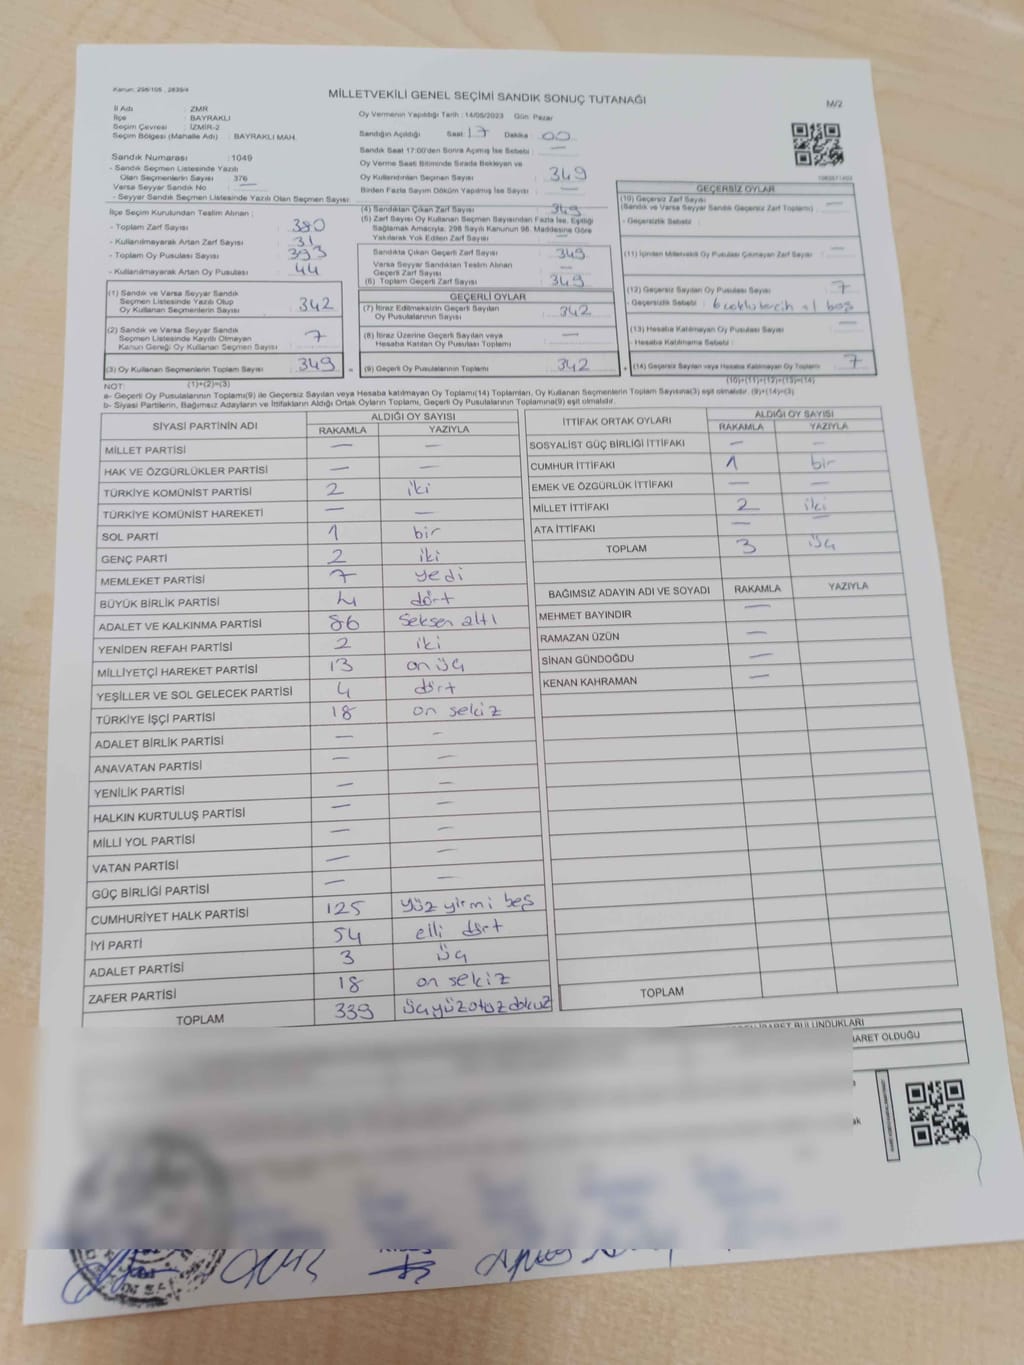 Kanun: 298/105 , 2839/4
MİLLETVEKİLİ GENEL SEÇİMİ SANDIK SONUÇ TUTANAĞI
M/2
İl Adı : ZMR
İlçe : BAYRAKLI
Seçim Çevresi : İZMİR-2
Seçim Bölgesi (Mahalle Adı) : BAYRAKLI MAH.
Oy Vermenin Yapıldığı Tarih : 14/05/2023 Gün: Pazar
Sandığın Açıldığı Saat 17 Dakika 00
Sandık Saat 17:00'den Sonra Açılmış İse Sebebi : —
Oy Verme Saati Bitiminde Sırada Bekleyen ve
Oy Kullandırılan Seçmen Sayısı 349
Birden Fazla Sayım Döküm Yapılmış İse Sayısı —
Sandık Numarası : 1049
- Sandık Seçmen Listesinde Yazılı
Olan Seçmenlerin Sayısı : 376
Varsa Seyyar Sandık No : —
- Seyyar Sandık Seçmen Listesinde Yazılı Olan Seçmen Sayısı :
İlçe Seçim Kurulundan Teslim Alınan :
- Toplam Zarf Sayısı : 380
- Kullanılmayarak Artan Zarf Sayısı : 31
- Toplam Oy Pusulası Sayısı : 393
- Kullanılmayarak Artan Oy Pusulası : 44
(1) Sandık ve Varsa Seyyar Sandık
Seçmen Listesinde Yazılı Olup
Oy Kullanan Seçmenlerin Sayısı : 342
(2) Sandık ve Varsa Seyyar Sandık
Seçmen Listesinde Kayıtlı Olmayan
Kanun Gereği Oy Kullanan Seçmen Sayısı : 7
(3) Oy Kullanan Seçmenlerin Toplam Sayısı : 349
(4) Sandıktan Çıkan Zarf Sayısı : 349
(5) Zarf Sayısı Oy Kullanan Seçmen Sayısından Fazla İse, Eşitliği
Sağlamak Amacıyla; 298 Sayılı Kanunun 98. Maddesine Göre
Yakılarak Yok Edilen Zarf Sayısı : —
Sandıkta Çıkan Geçerli Zarf Sayısı : 349
Varsa Seyyar Sandıktan Teslim Alınan
Geçerli Zarf Sayısı : —
(6) Toplam Geçerli Zarf Sayısı : 349
GEÇERLİ OYLAR
(7) İtiraz Edilmeksizin Geçerli Sayılan
Oy Pusulalarının Sayısı : 342
(8) İtiraz Üzerine Geçerli Sayılan veya
Hesaba Katılan Oy Pusulası Toplamı : —
= (9) Geçerli Oy Pusulalarının Toplamı : 342
GEÇERSİZ OYLAR
(10) Geçersiz Zarf Sayısı
(Sandık ve Varsa Seyyar Sandık Geçersiz Zarf Toplamı) : —
- Geçersizlik Sebebi :
(11) İçinden Milletvekili Oy Pusulası Çıkmayan Zarf Sayısı : —
(12) Geçersiz Sayılan Oy Pusulası Sayısı : 7
- Geçersizlik Sebebi : boş
(13) Hesaba Katılmayan Oy Pusulası Sayısı : —
- Hesaba Katılmama Sebebi :
+ (14) Geçersiz Sayılan veya Hesaba Katılmayan Oy Toplamı : 7
NOT: (1)+(2)=(3) (10)+(11)+(12)+(13)=(14)
a- Geçerli Oy Pusulalarının Toplamı(9) ile Geçersiz Sayılan veya Hesaba katılmayan Oy Toplamı(14) Toplamları, Oy Kullanan Seçmenlerin Toplam Sayısına(3) eşit olmalıdır. (9)+(14)=(3)
b- Siyasi Partilerin, Bağımsız Adayların ve İttifakların Aldığı Ortak Oyların Toplamı, Geçerli Oy Pusulalarının Toplamına(9) eşit olmalıdır.
SİYASİ PARTİNİN ADI ALDIĞI OY SAYISI
RAKAMLA YAZIYLA
MİLLET PARTİSİ — —
HAK VE ÖZGÜRLÜKLER PARTİSİ — —
TÜRKİYE KOMÜNİST PARTİSİ 2 iki
TÜRKİYE KOMÜNİST HAREKETİ — —
SOL PARTİ 1 bir
GENÇ PARTİ 2 iki
MEMLEKET PARTİSİ 7 yedi
BÜYÜK BİRLİK PARTİSİ 4 dört
ADALET VE KALKINMA PARTİSİ 86 Seksen altı
YENİDEN REFAH PARTİSİ 2 iki
MİLLİYETÇİ HAREKET PARTİSİ 13 on üç
YEŞİLLER VE SOL GELECEK PARTİSİ 4 dört
TÜRKİYE İŞÇİ PARTİSİ 18 on sekiz
ADALET BİRLİK PARTİSİ — —
ANAVATAN PARTİSİ — —
YENİLİK PARTİSİ — —
HALKIN KURTULUŞ PARTİSİ — —
MİLLİ YOL PARTİSİ — —
VATAN PARTİSİ — —
GÜÇ BİRLİĞİ PARTİSİ — —
CUMHURİYET HALK PARTİSİ 125 yüz yirmi beş
İYİ PARTİ 54 elli dört
ADALET PARTİSİ 3 üç
ZAFER PARTİSİ 18 on sekiz
TOPLAM 339 üçyüzotuzdokuz
İTTİFAK ORTAK OYLARI ALDIĞI OY SAYISI
RAKAMLA YAZIYLA
SOSYALİST GÜÇ BİRLİĞİ İTTİFAKI — —
CUMHUR İTTİFAKI 1 bir
EMEK VE ÖZGÜRLÜK İTTİFAKI — —
MİLLET İTTİFAKI 2 iki
ATA İTTİFAKI — —
TOPLAM 3 üç
BAĞIMSIZ ADAYIN ADI VE SOYADI RAKAMLA YAZIYLA
MEHMET BAYINDIR —
RAMAZAN ÜZÜN —
SİNAN GÜNDOĞDU —
KENAN KAHRAMAN —
TOPLAM
BULUNDUKLARI
OLDUĞU